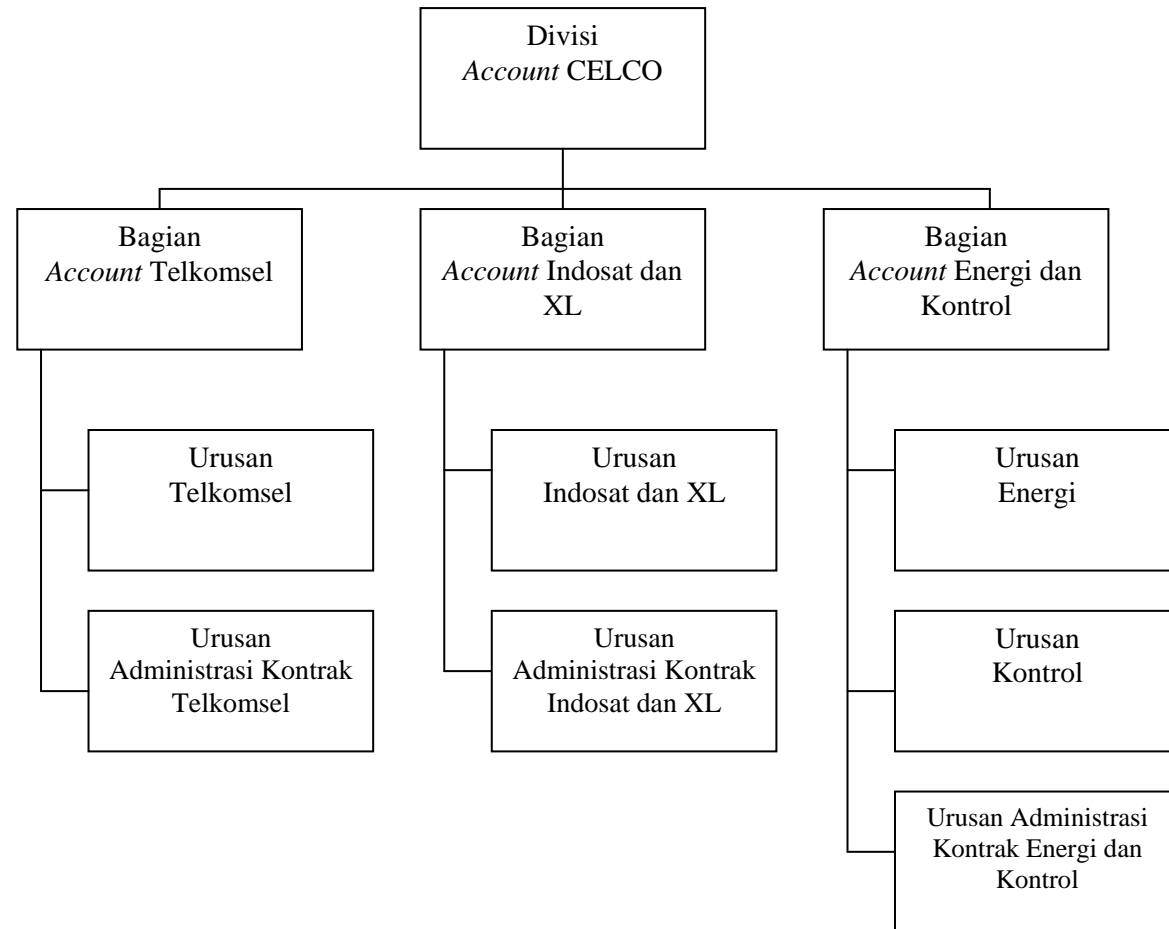 Divisi
Account CELCO
Bagian
Account Telkomsel
Bagian
Account Indosat dan
XL
Bagian
Account Energi dan
Kontrol
Urusan
Telkomsel
Urusan
Indosat dan XL
Urusan
Energi
Urusan
Administrasi Kontrak
Telkomsel
Urusan
Administrasi Kontrak
Indosat dan XL
Urusan
Kontrol
Urusan Administrasi
Kontrak Energi dan
Kontrol